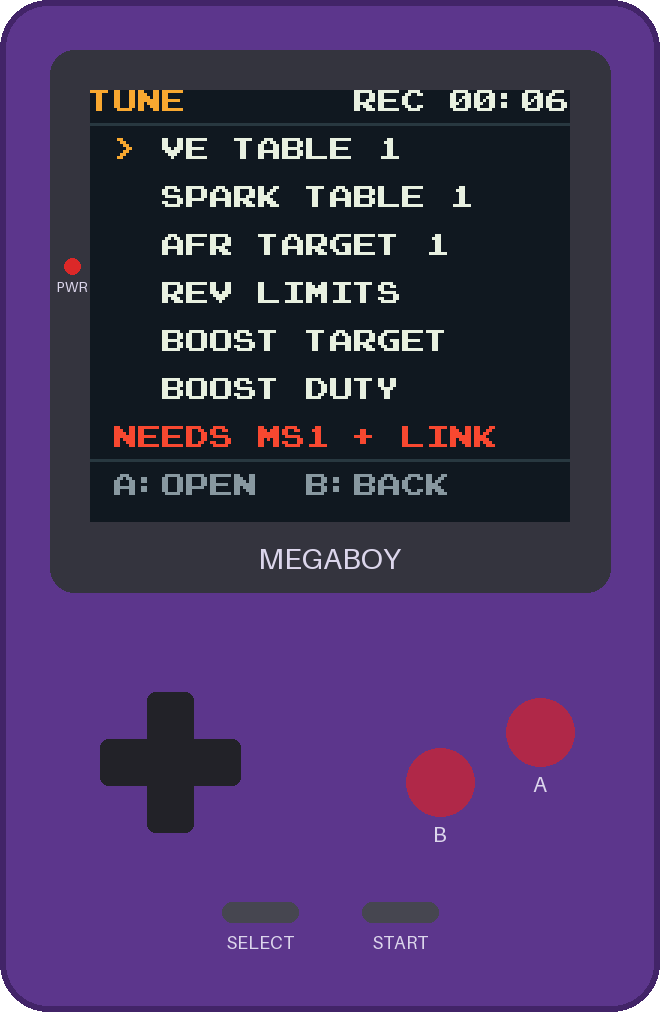 TUNE REC 00:06
> VE TABLE 1
SPARK TABLE 1
AFR TARGET 1
REV LIMITS
BOOST TARGET
BOOST DUTY
NEEDS MS1 + LINK
A:OPEN B:BACK
PWR
MEGABOY
A
B
SELECT START